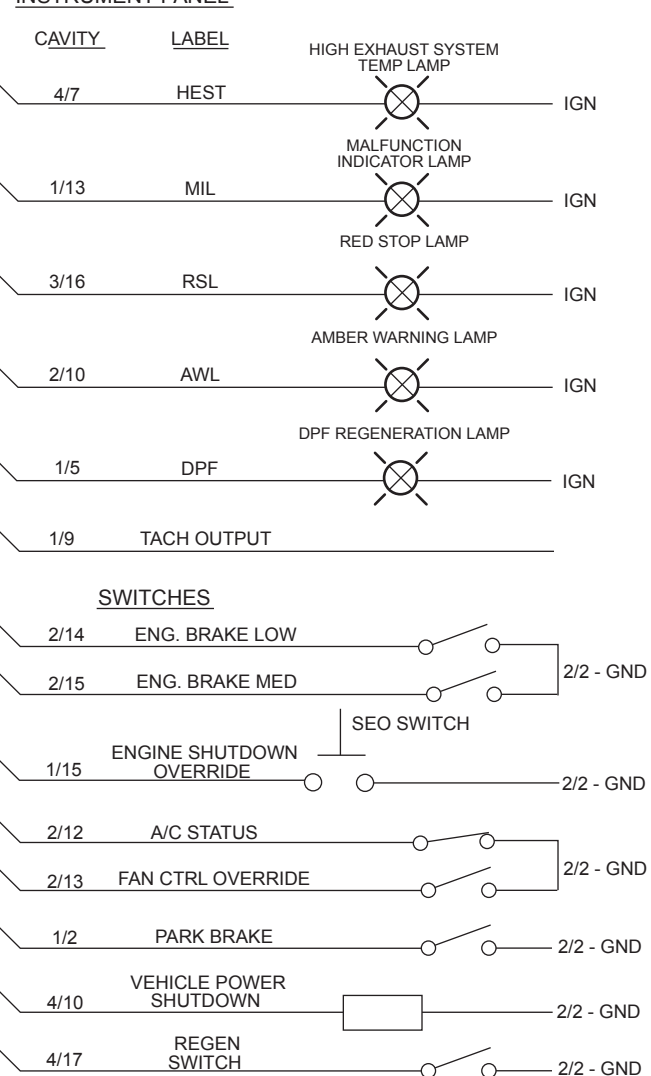 INSTRUMENT PANEL
CAVITY LABEL
HIGH EXHAUST SYSTEM
TEMP LAMP
4/7 HEST IGN
MALFUNCTION
INDICATOR LAMP
1/13 MIL IGN
RED STOP LAMP
3/16 RSL IGN
AMBER WARNING LAMP
2/10 AWL IGN
DPF REGENERATION LAMP
1/5 DPF IGN
1/9 TACH OUTPUT
SWITCHES
2/14 ENG. BRAKE LOW
2/2 - GND
2/15 ENG. BRAKE MED
SEO SWITCH
ENGINE SHUTDOWN
1/15 OVERRIDE 2/2 - GND
2/12 A/C STATUS
2/2 - GND
2/13 FAN CTRL OVERRIDE
1/2 PARK BRAKE 2/2 - GND
VEHICLE POWER
4/10 SHUTDOWN 2/2 - GND
REGEN
4/17 SWITCH 2/2 - GND